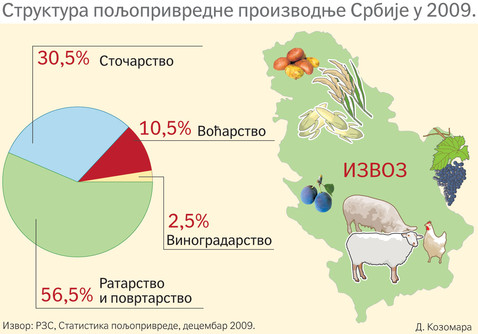 Структура пољопривредне производње Србије у 2009.
30,5% Сточарство
10,5% Воћарство
2,5%
Виноградарство
56,5% Ратарство
и повртарство
ИЗВОЗ
Извор: РЗС, Статистика пољопривреде, децембар 2009.
Д. Козомара